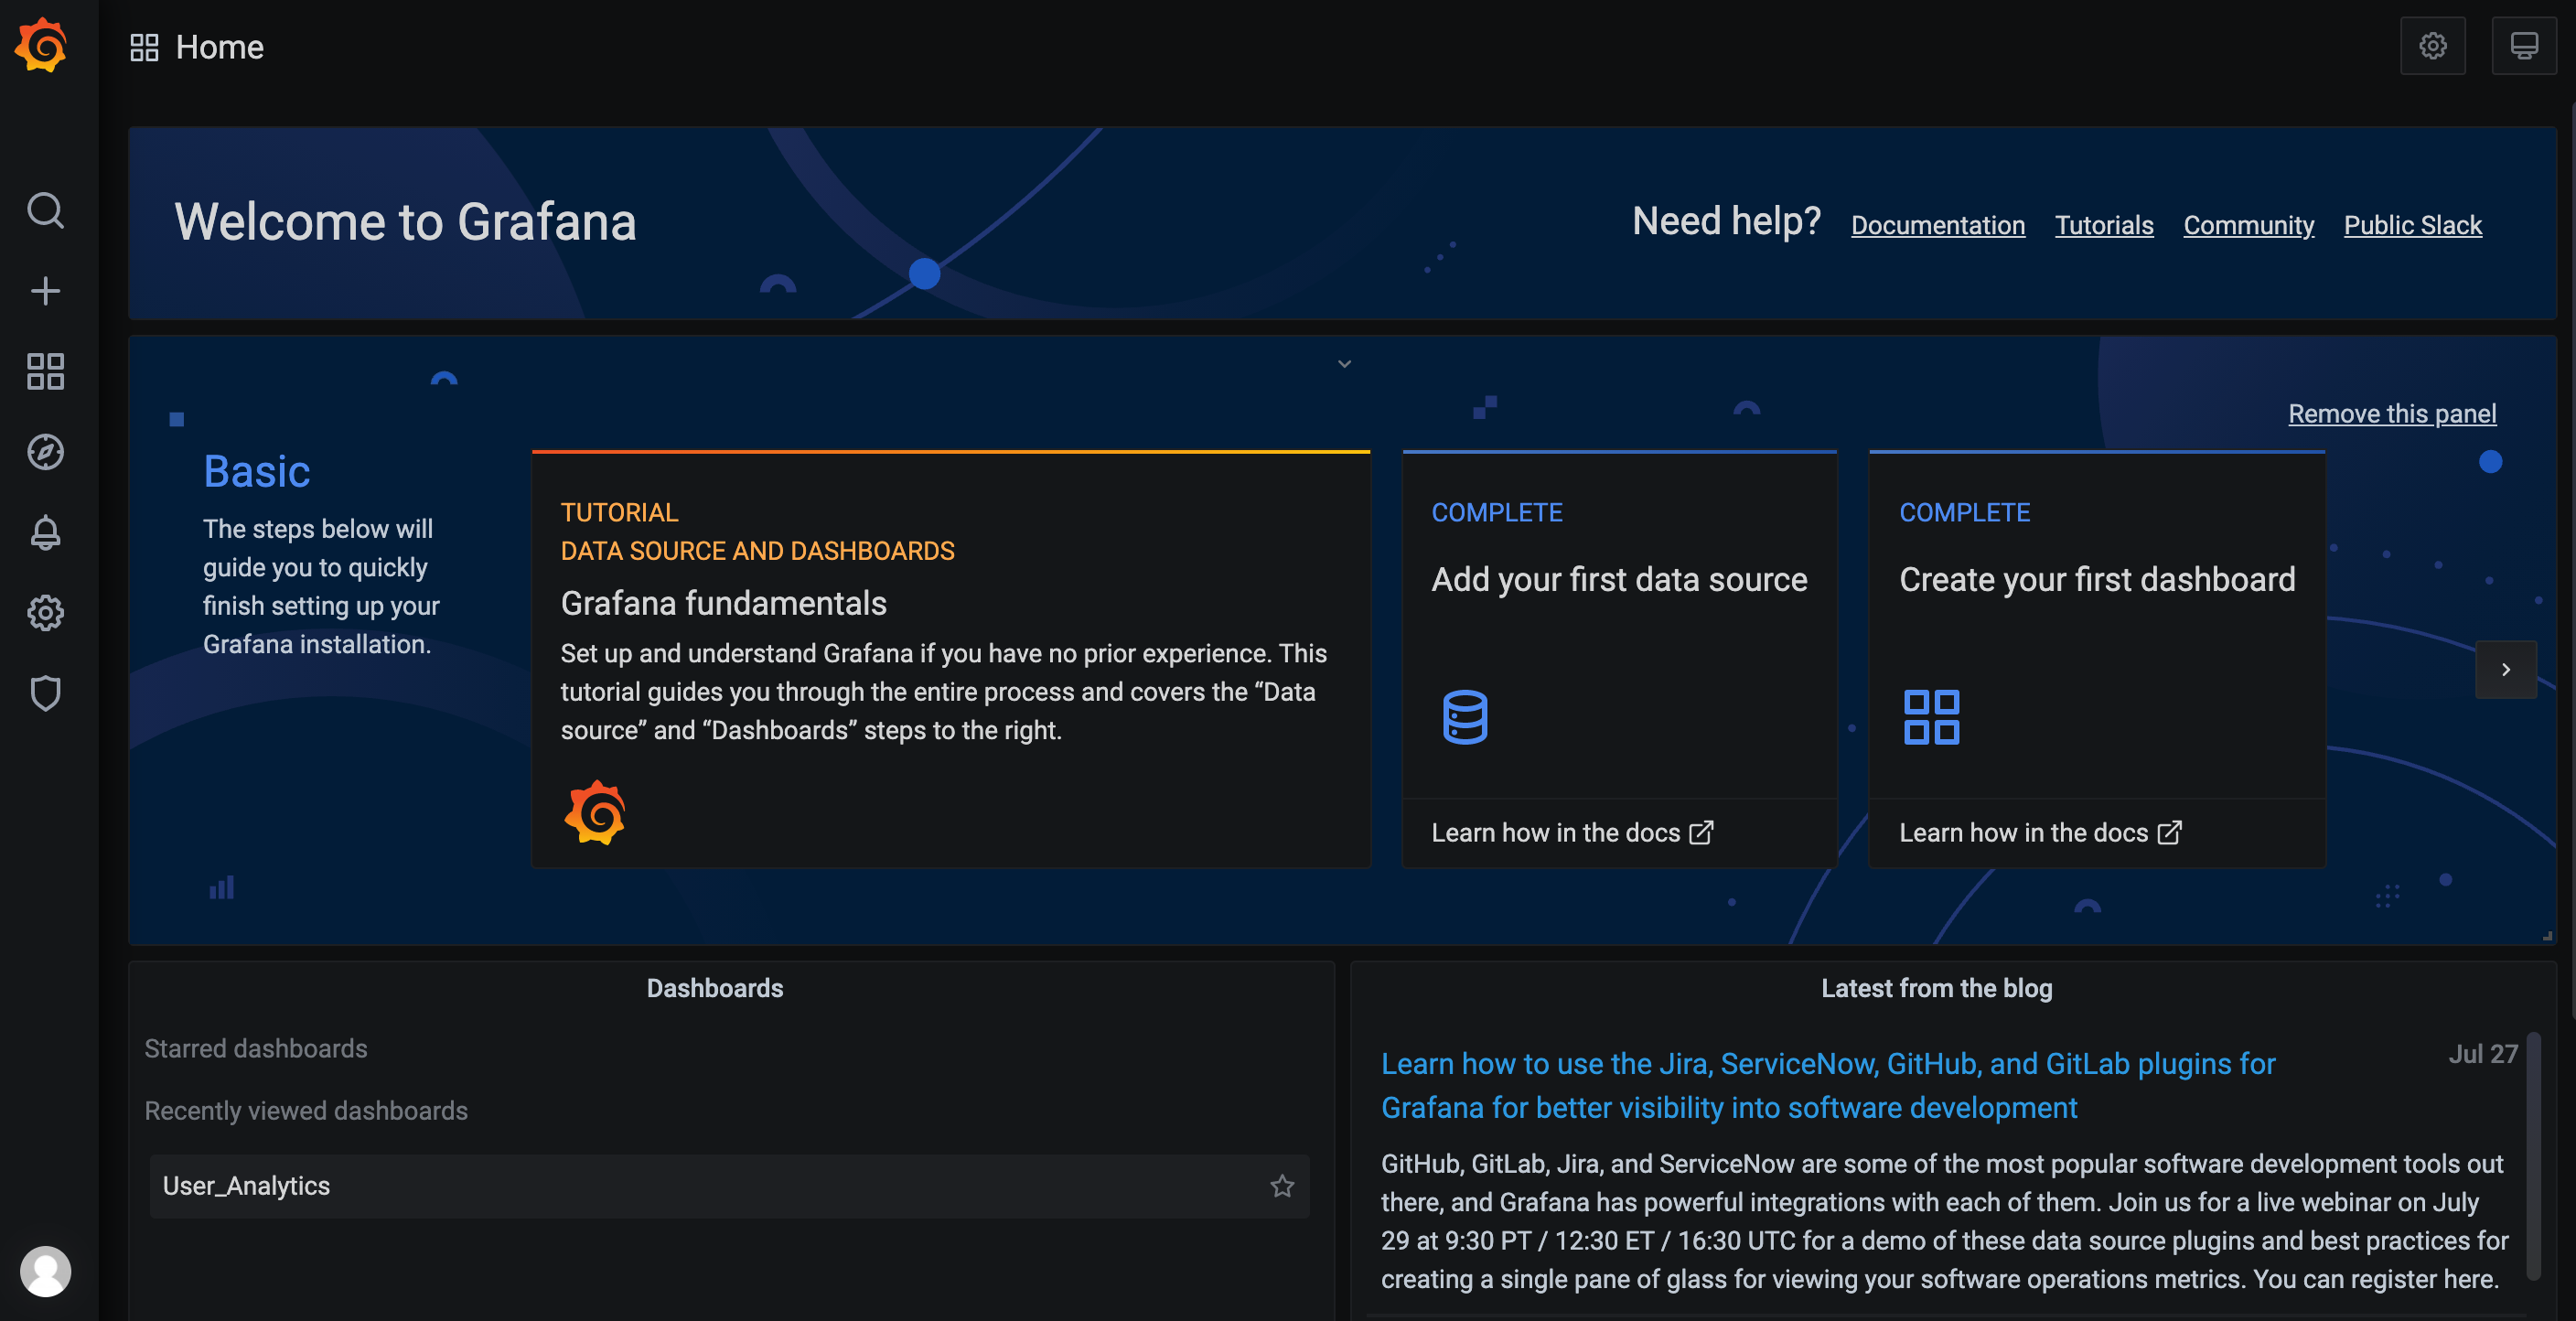 Home
Welcome to Grafana
Need help? Documentation Tutorials Community Public Slack
Remove this panel
Basic
The steps below will
guide you to quickly
finish setting up your
Grafana installation.
TUTORIAL
DATA SOURCE AND DASHBOARDS
Grafana fundamentals
Set up and understand Grafana if you have no prior experience. This
tutorial guides you through the entire process and covers the “Data
source” and “Dashboards” steps to the right.
COMPLETE
Add your first data source
Learn how in the docs
COMPLETE
Create your first dashboard
Learn how in the docs
Dashboards
Starred dashboards
Recently viewed dashboards
User_Analytics
Latest from the blog
Learn how to use the Jira, ServiceNow, GitHub, and GitLab plugins for
Grafana for better visibility into software development
Jul 27
GitHub, GitLab, Jira, and ServiceNow are some of the most popular software development tools out
there, and Grafana has powerful integrations with each of them. Join us for a live webinar on July
29 at 9:30 PT / 12:30 ET / 16:30 UTC for a demo of these data source plugins and best practices for
creating a single pane of glass for viewing your software operations metrics. You can register here.